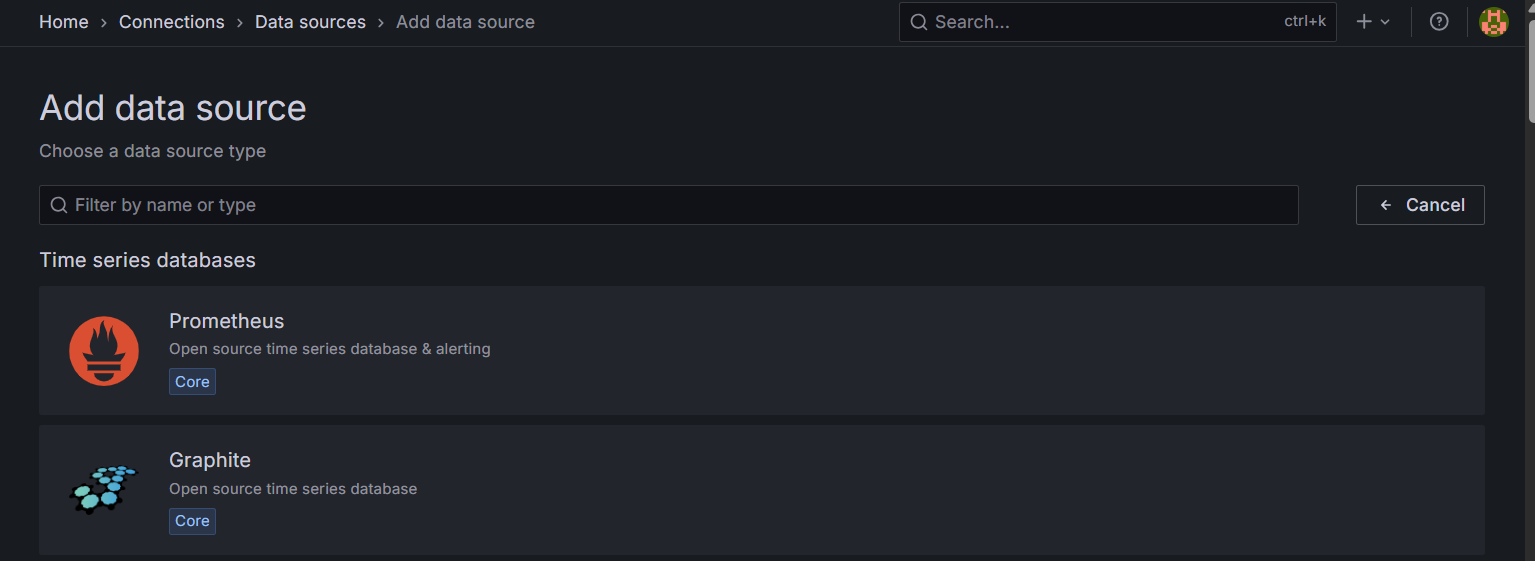 Home › Connections › Data sources › Add data source
Search...
ctrl+k
Add data source
Choose a data source type
Filter by name or type
Cancel
Time series databases
Prometheus
Open source time series database & alerting
Core
Graphite
Open source time series database
Core